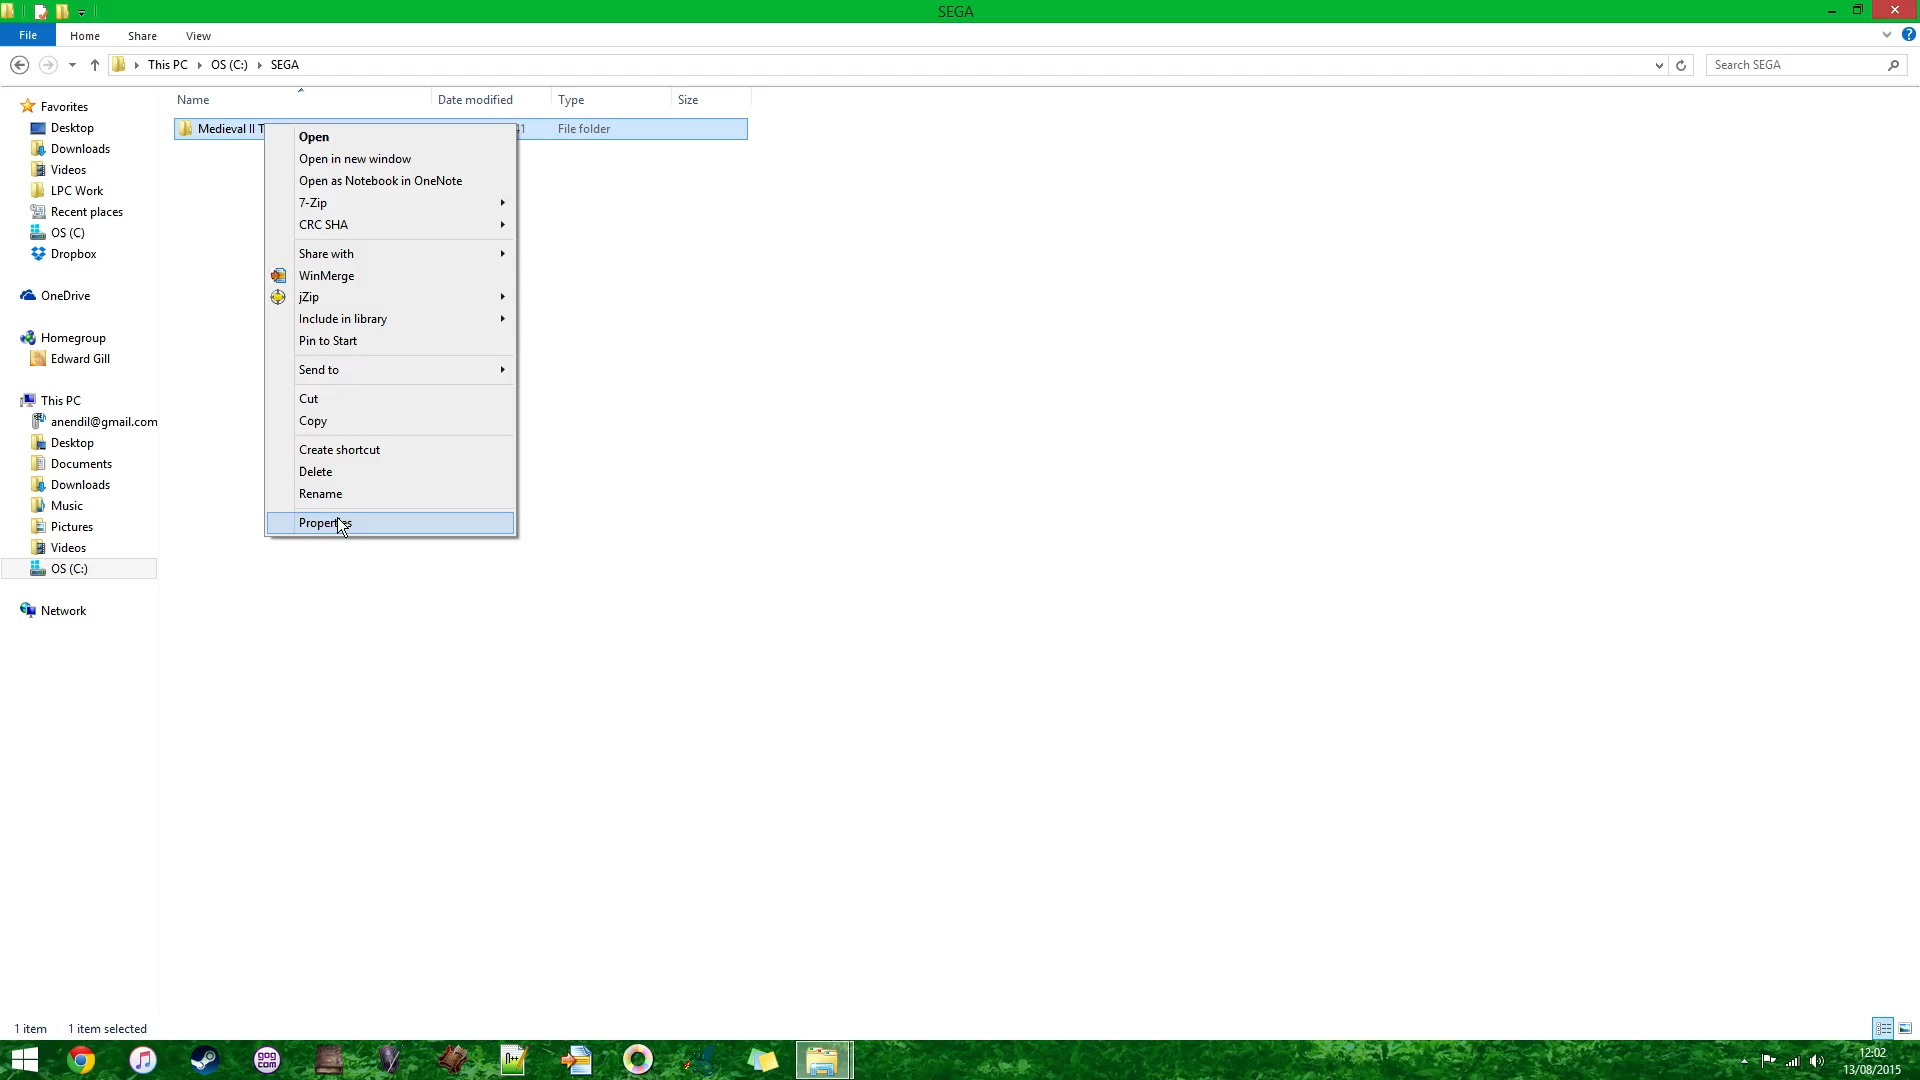 SEGA
File Home Share View
This PC OS (C:) SEGA
Search SEGA
Name Date modified Type Size
Favorites
Desktop
Downloads
Videos
LPC Work
Recent places
OS (C)
Dropbox
OneDrive
Homegroup
Edward Gill
This PC
anendil@gmail.com
Desktop
Documents
Downloads
Music
Pictures
Videos
OS (C:)
Network
Medieval II T
41 File folder
Open
Open in new window
Open as Notebook in OneNote
7-Zip
CRC SHA
Share with
WinMerge
jZip
Include in library
Pin to Start
Send to
Cut
Copy
Create shortcut
Delete
Rename
Properties
1 item 1 item selected
gog
com
12:02
13/08/2015